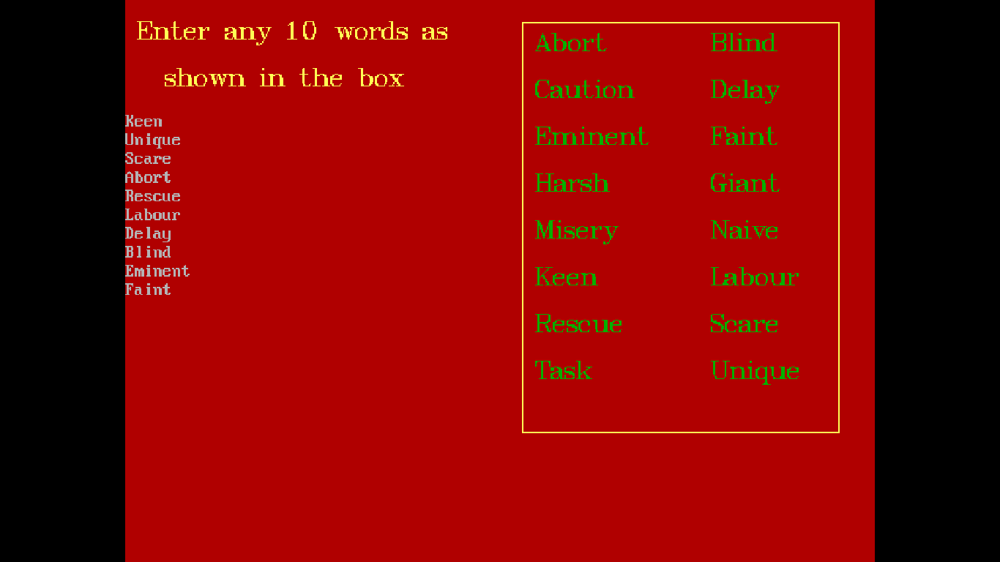 Enter any 10 words as
shown in the box
Keen
Unique
Scare
Abort
Rescue
Labour
Delay
Blind
Eminent
Faint
Abort Blind
Caution Delay
Eminent Faint
Harsh Giant
Misery Naive
Keen Labour
Rescue Scare
Task Unique